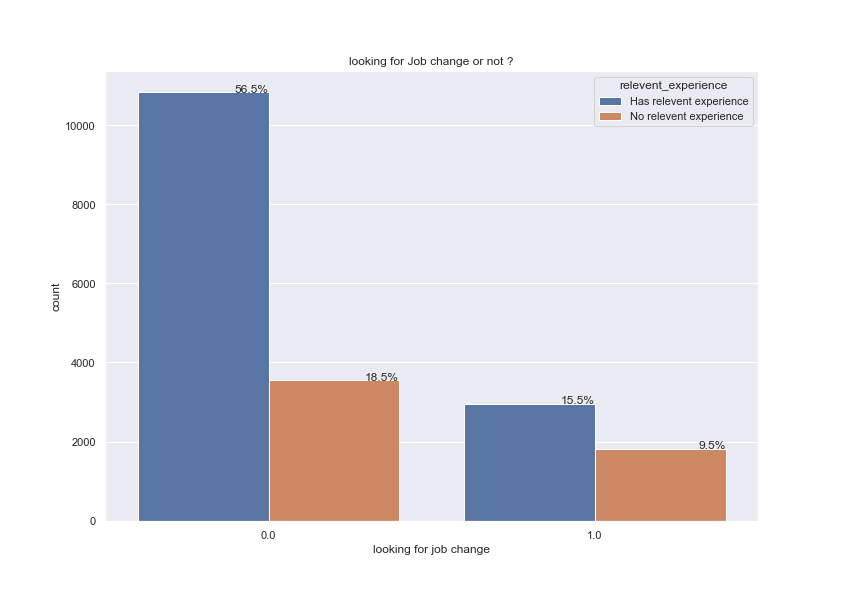 looking for Job change or not ?
relevent_experience
Has relevent experience
No relevent experience
56.5%
18.5%
15.5%
9.5%
10000
8000
6000
4000
2000
0
count
0.0
1.0
looking for job change